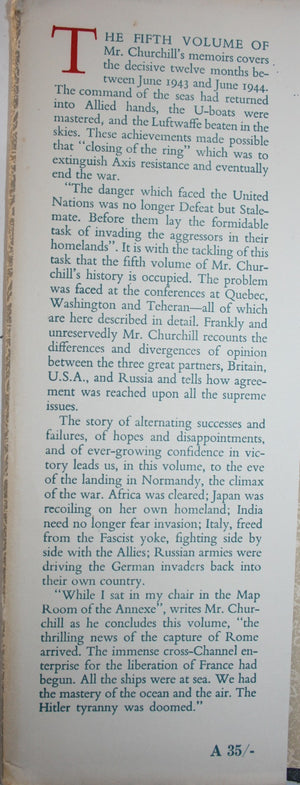 THE FIFTH VOLUME OF
Mr. Churchill's memoirs covers
the decisive twelve months be-
tween June 1943 and June 1944.
The command of the seas had returned
into Allied hands, the U-boats were
mastered, and the Luftwaffe beaten in the
skies. These achievements made possible
that "closing of the ring" which was to
extinguish Axis resistance and eventually
end the war.
"The danger which faced the United
Nations was no longer Defeat but Stale-
mate. Before them lay the formidable
task of invading the aggressors in their
homelands". It is with the tackling of this
task that the fifth volume of Mr. Chur-
chill's history is occupied. The problem
was faced at the conferences at Quebec,
Washington and Teheran—all of which
are here described in detail. Frankly and
unreservedly Mr. Churchill recounts the
differences and divergences of opinion
between the three great partners, Britain,
U.S.A., and Russia and tells how agree-
ment was reached upon all the supreme
issues.
The story of alternating successes and
failures, of hopes and disappointments,
and of ever-growing confidence in vic-
tory leads us, in this volume, to the eve
of the landing in Normandy, the climax
of the war. Africa was cleared; Japan was
recoiling on her own homeland; India
need no longer fear invasion; Italy, freed
from the Fascist yoke, fighting side by
side with the Allies; Russian armies were
driving the German invaders back into
their own country.
"While I sat in my chair in the Map
Room of the Annexe", writes Mr. Chur-
chill as he concludes this volume, "the
thrilling news of the capture of Rome
arrived. The immense cross-Channel en-
terprise for the liberation of France had
begun. All the ships were at sea. We had
the mastery of the ocean and the air. The
Hitler tyranny was doomed."
A 35/-